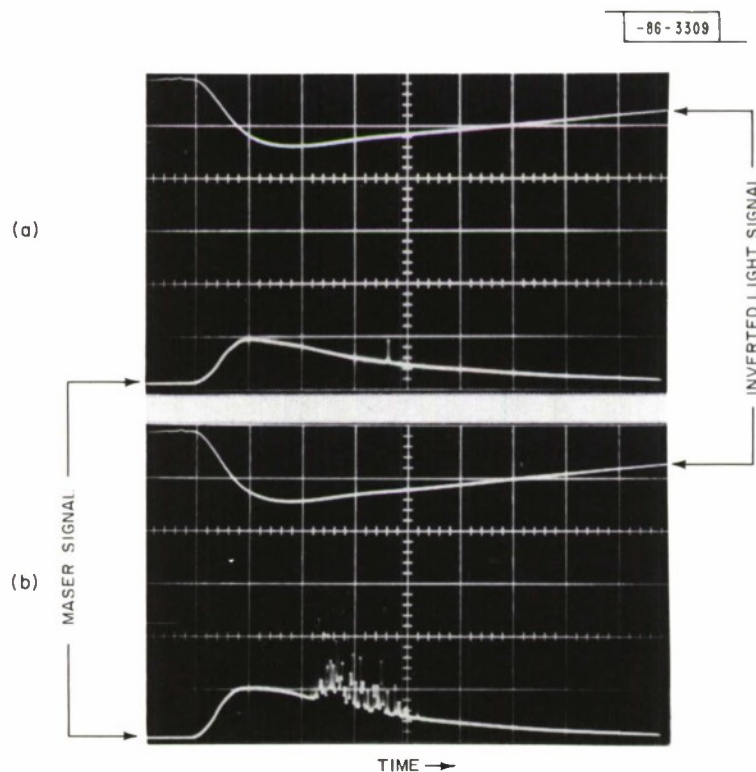 -86-3309
(a)
INVERTED LIGHT SIGNAL
MASER SIGNAL
(b)
TIME →